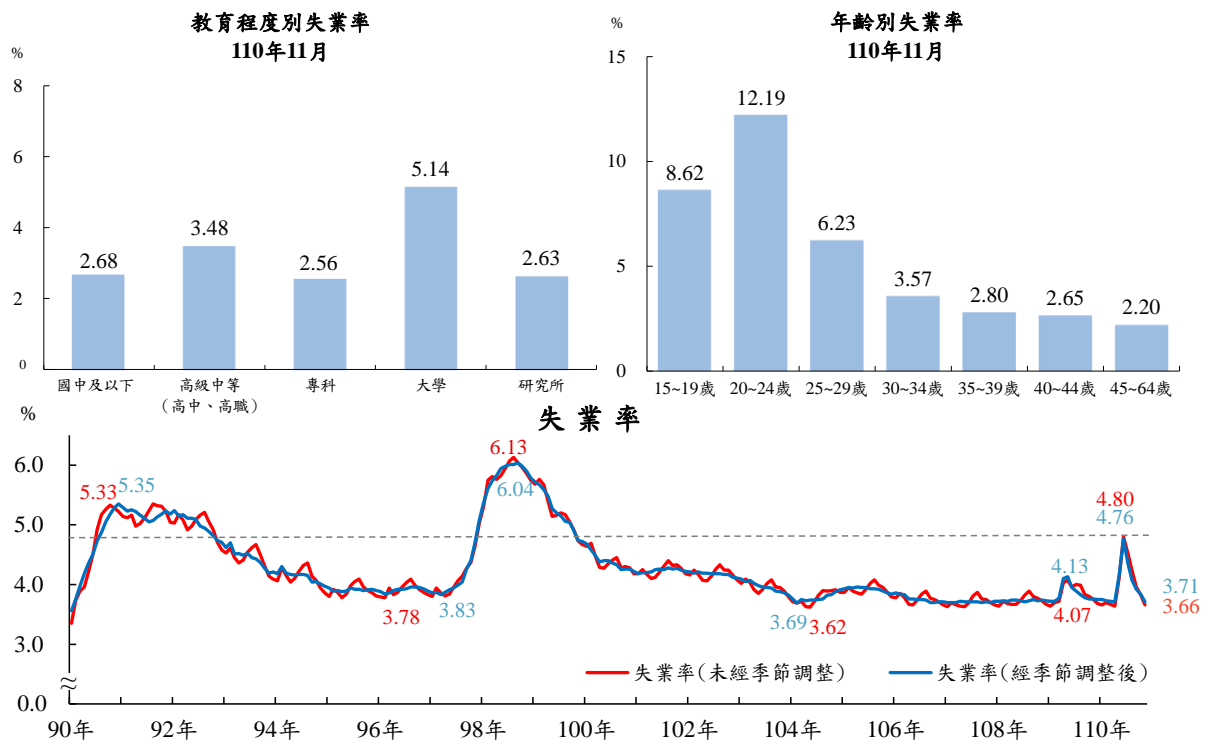 教育程度別失業率
110年11月
%
8
6
4
2
0
2.68
3.48
2.56
5.14
2.63
國中及以下
高級中等
(高中、高職)
專科
大學
研究所
年齡別失業率
110年11月
%
15
10
5
0
8.62
12.19
6.23
3.57
2.80
2.65
2.20
15~19歲
20~24歲
25~29歲
30~34歲
35~39歲
40~44歲
45~64歲
失業率
%
6.0
5.0
4.0
3.0
0.0
5.33
5.35
3.78
3.83
6.13
6.04
3.69
3.62
4.13
4.07
4.80
4.76
3.71
3.66
失業率(未經季節調整)
失業率(經季節調整後)
90年
92年
94年
96年
98年
100年
102年
104年
106年
108年
110年